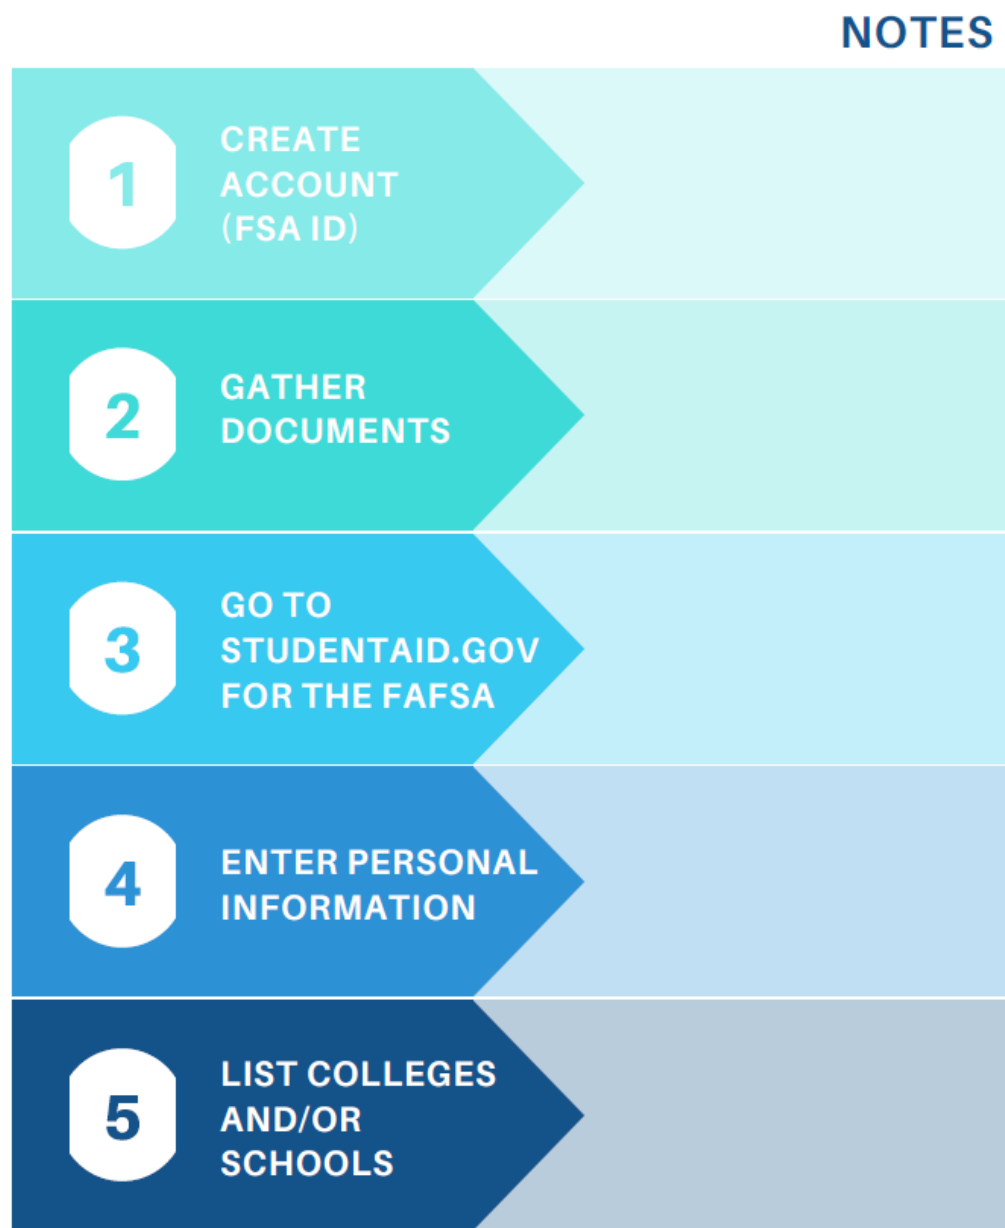 NOTES
1
CREATE
ACCOUNT
(FSA ID)
2
GATHER
DOCUMENTS
3
GO TO
STUDENTAID.GOV
FOR THE FAFSA
4
ENTER PERSONAL
INFORMATION
5
LIST COLLEGES
AND/OR
SCHOOLS